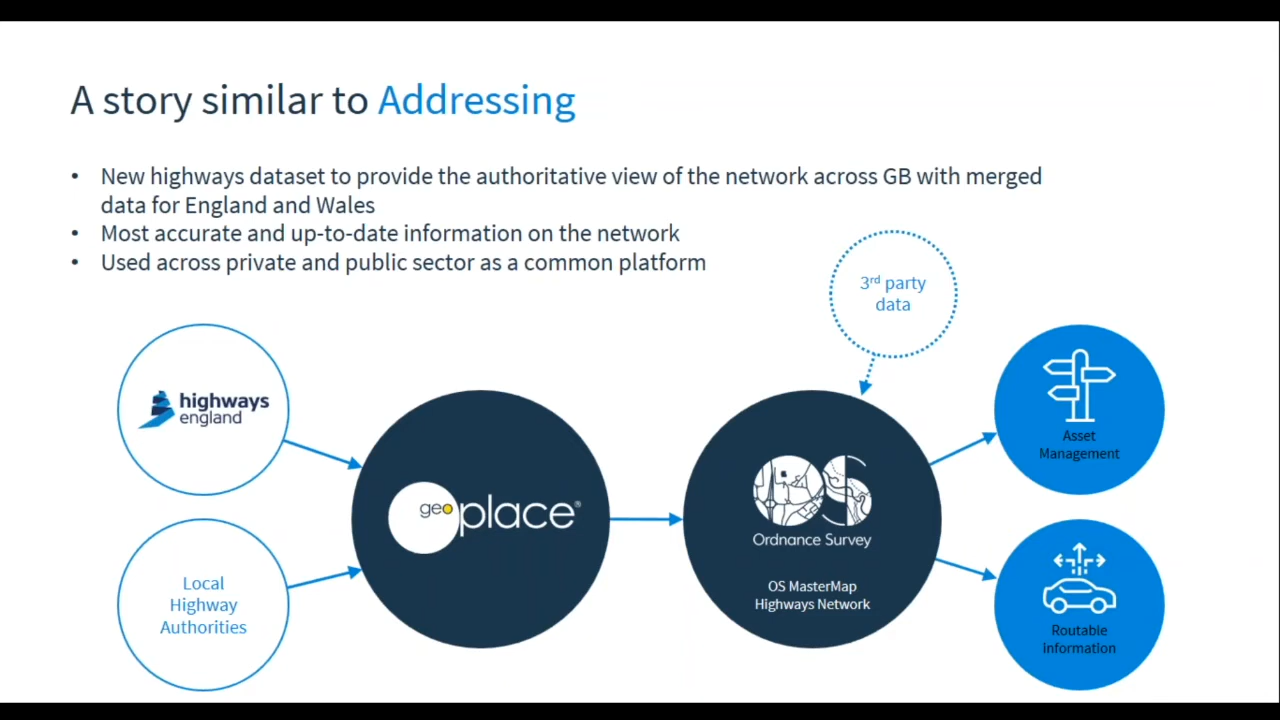 A story similar to Addressing
• New highways dataset to provide the authoritative view of the network across GB with merged
data for England and Wales
• Most accurate and up-to-date information on the network
• Used across private and public sector as a common platform
3rd party
data
highways
england
Local
Highway
Authorities
geoplace®
OS
Ordnance Survey
OS MasterMap
Highways Network
Asset
Management
Routable
Information